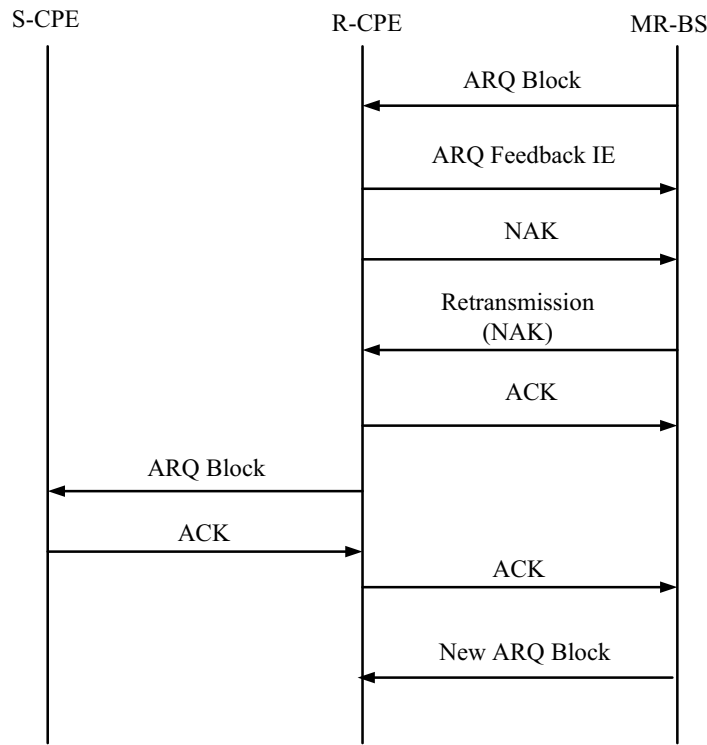 S-CPE
R-CPE
MR-BS
ARQ Block
ARQ Feedback IE
NAK
Retransmission
(NAK)
ACK
ARQ Block
ACK
ACK
New ARQ Block